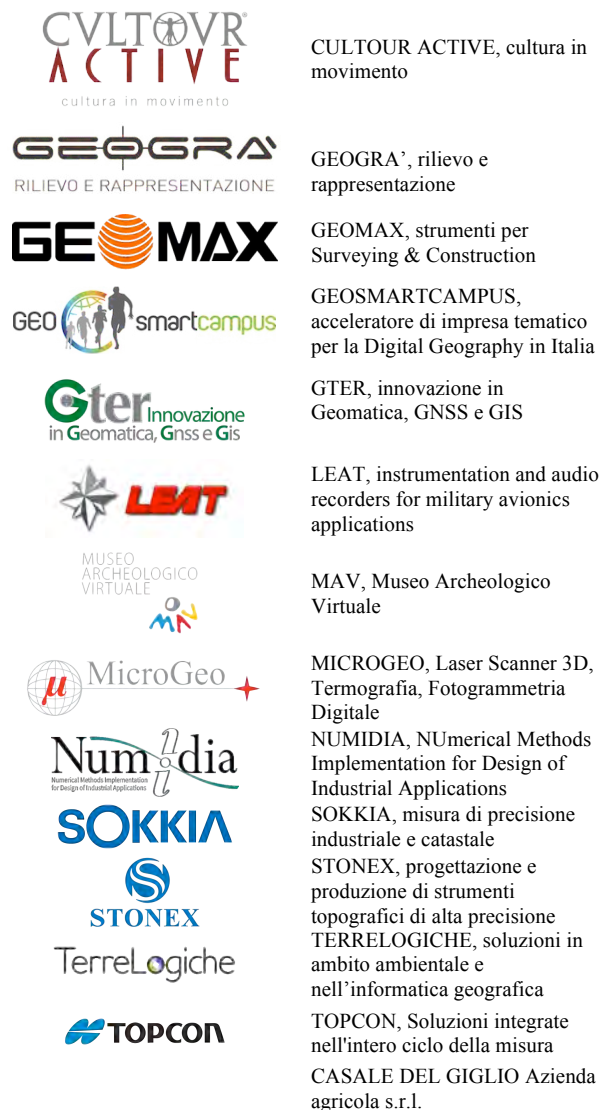 CVLTOVR
ACTIVE
cultura in movimento
CULTOUR ACTIVE, cultura in
movimento
GEOGRA'
RILIEVO E RAPPRESENTAZIONE
GEOGRA’, rilievo e
rappresentazione
GEOMAX
GEOMAX, strumenti per
Surveying & Construction
GEO smartcampus
GEOSMARTCAMPUS,
acceleratore di impresa tematico
per la Digital Geography in Italia
Gter Innovazione
in Geomatica, Gnss e Gis
GTER, innovazione in
Geomatica, GNSS e GIS
LEAT
LEAT, instrumentation and audio
recorders for military avionics
applications
MUSEO
ARCHEOLOGICO
VIRTUALE
MAV
MAV, Museo Archeologico
Virtuale
μ MicroGeo
MICROGEO, Laser Scanner 3D,
Termografia, Fotogrammetria
Digitale
Numidia
Numerical Methods Implementation
for Design of Industrial Applications
NUMIDIA, NUmerical Methods
Implementation for Design of
Industrial Applications
SOKKIA
SOKKIA, misura di precisione
industriale e catastale
STONEX
STONEX, progettazione e
produzione di strumenti
topografici di alta precisione
TerreLogiche
TERRELOGICHE, soluzioni in
ambito ambientale e
nell’informatica geografica
TOPCON
TOPCON, Soluzioni integrate
nell'intero ciclo della misura
CASALE DEL GIGLIO Azienda
agricola s.r.l.